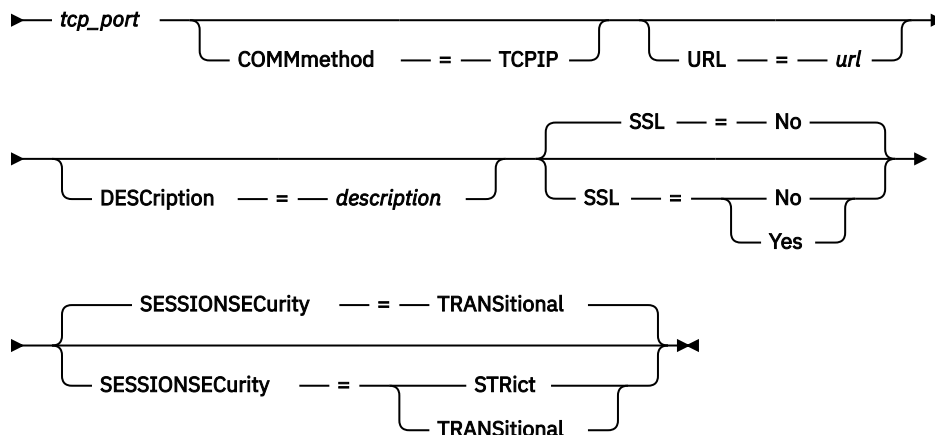 tcp_port
COMMmethod = TCPIP URL = url
SSL = No
DESCription = description SSL = No
Yes
SESSIONSECurity = TRANSitional
SESSIONSECurity = STRict
TRANSitional